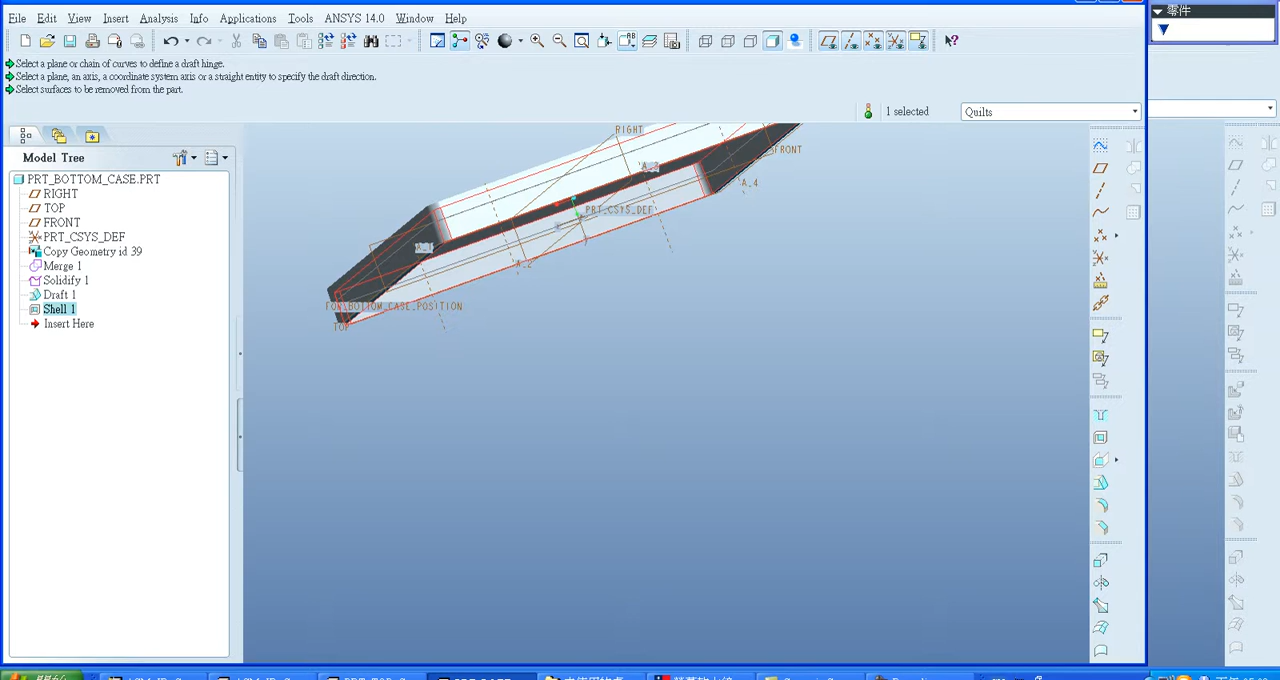 零件
File Edit View Insert Analysis Info Applications Tools ANSYS 14.0 Window Help
Select a plane or chain of curves to define a draft hinge.
Select a plane, an axis, a coordinate system axis or a straight entity to specify the draft direction.
Select surfaces to be removed from the part.
1 selected
Quilts
Model Tree
PRT_BOTTOM_CASE.PRT
RIGHT
TOP
FRONT
PRT_CSYS_DEF
Copy Geometry id 39
Merge 1
Solidify 1
Draft 1
Shell 1
Insert Here
RIGHT
FRONT
A_3
A_4
PRT_CSYS_DEF
A_1
A_2
TOP